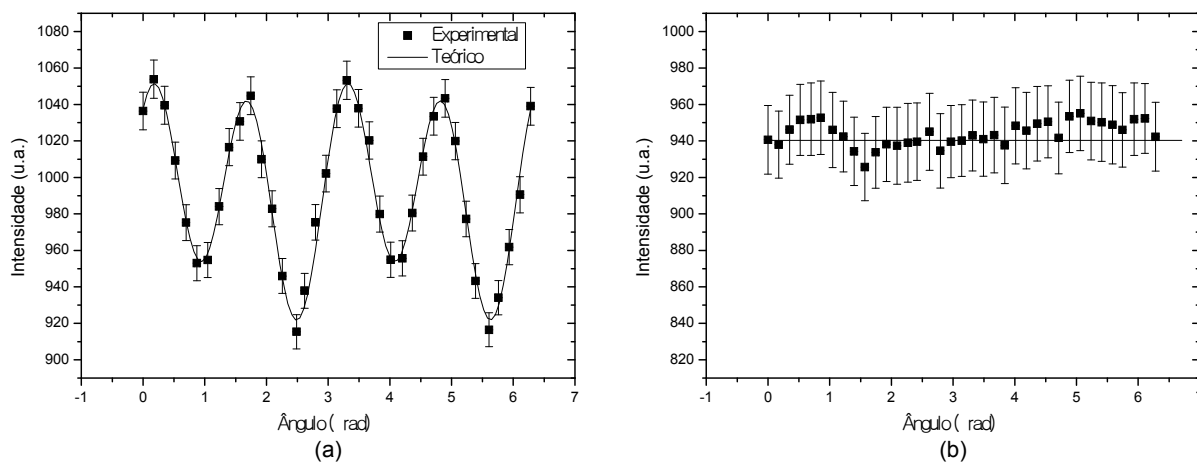 1080
1060
1040
1020
1000
980
960
940
920
900
Intensidade (u.a.)
Experimental
Teórico
-1 0 1 2 3 4 5 6 7
Ângulo ( rad)
(a)
1000
980
960
940
920
900
880
860
840
820
Intensidade (u.a.)
-1 0 1 2 3 4 5 6 7
Ângulo ( rad)
(b)